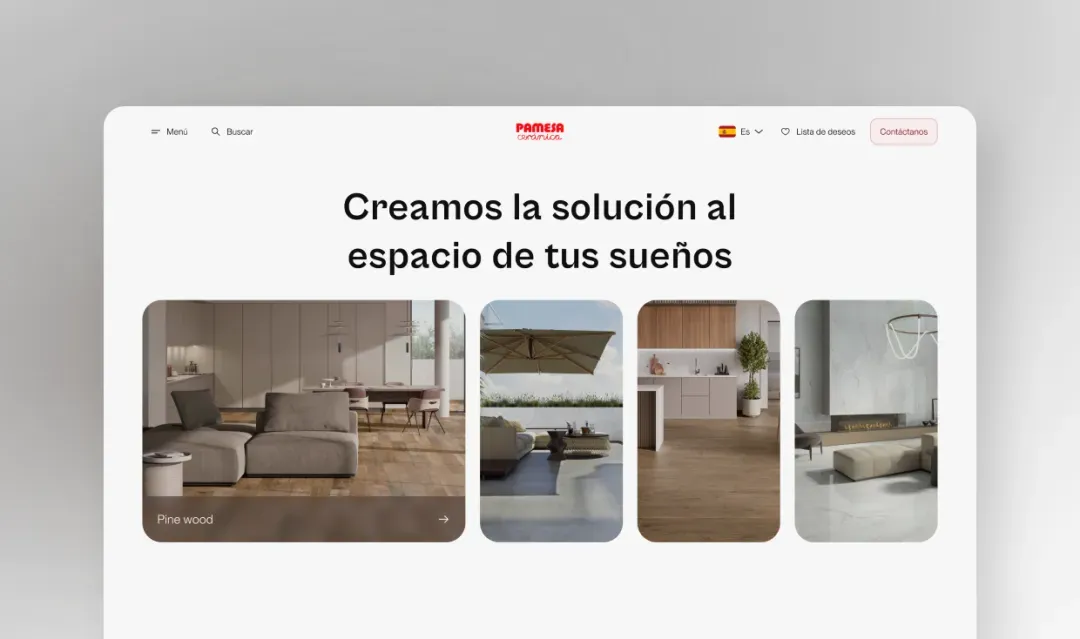 Menú
Buscar
PAMESA
cerámica
Es
Lista de deseos
Contáctanos
Creamos la solución al
espacio de tus sueños
Pine wood